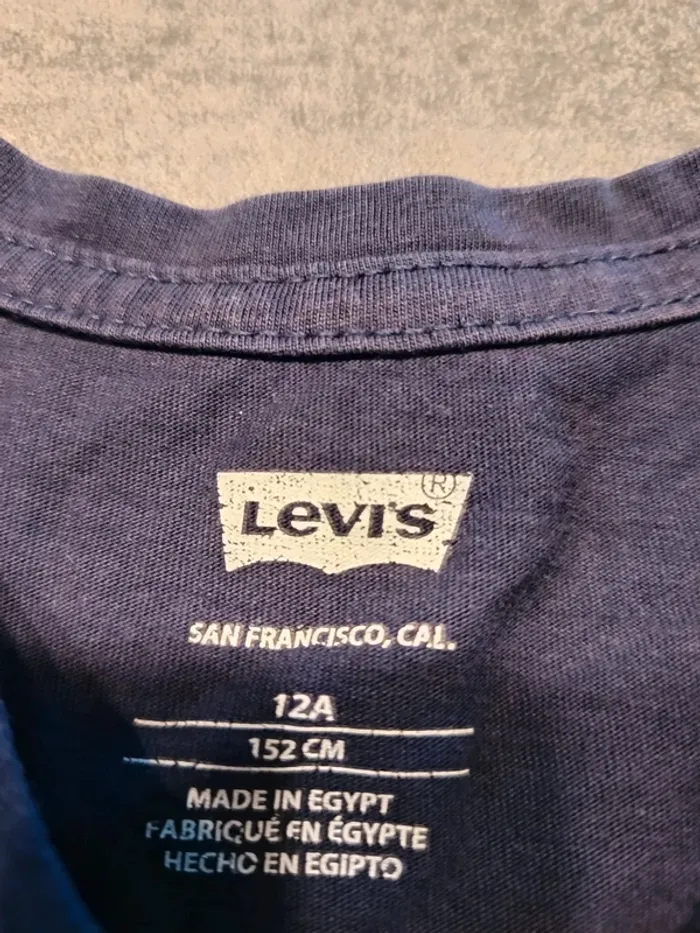 LEVI'S®
SAN FRANCISCO, CAL.
12A
152 CM
MADE IN EGYPT
FABRIQUÉ EN ÉGYPTE
HECHO EN EGIPTO